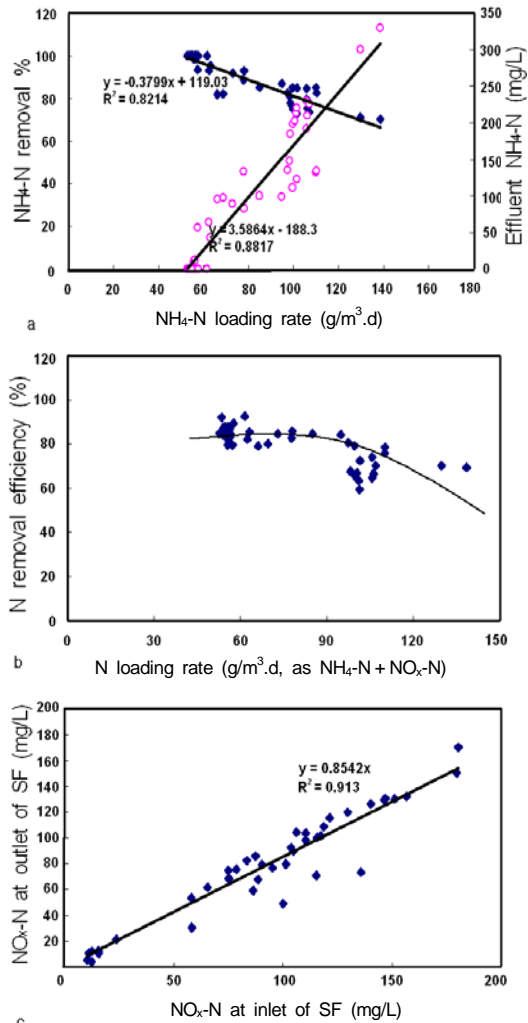 120
100
80
60
40
20
0
NH₄-N removal %
350
300
250
200
150
100
50
0
Effluent NH₄-N (mg/L)
y = -0.3799x + 119.03
R² = 0.8214
y = 3.5864x - 188.3
R² = 0.8817
0 20 40 60 80 100 120 140 160 180
a
NH₄-N loading rate (g/m³.d)
120
100
80
60
40
20
0
N removal efficiency (%)
0 30 60 90 120 150
b
N loading rate (g/m³.d, as NH₄-N + NOₓ-N)
200
180
160
140
120
100
80
60
40
20
NOₓ-N at outlet of SF (mg/L)
y = 0.8542x
R² = 0.913
0 50 100 150 200
NOₓ-N at inlet of SF (mg/L)
c